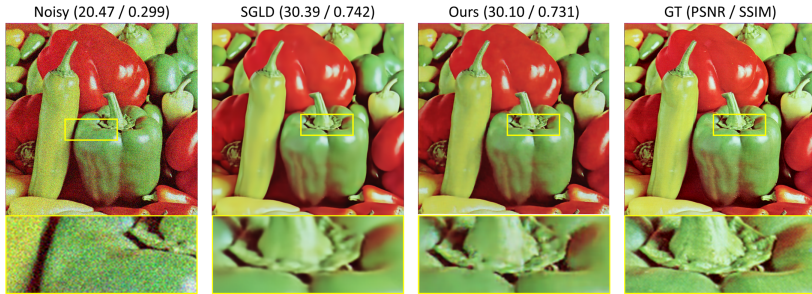 Noisy (20.47 / 0.299)
SGLD (30.39 / 0.742)
Ours (30.10 / 0.731)
GT (PSNR / SSIM)